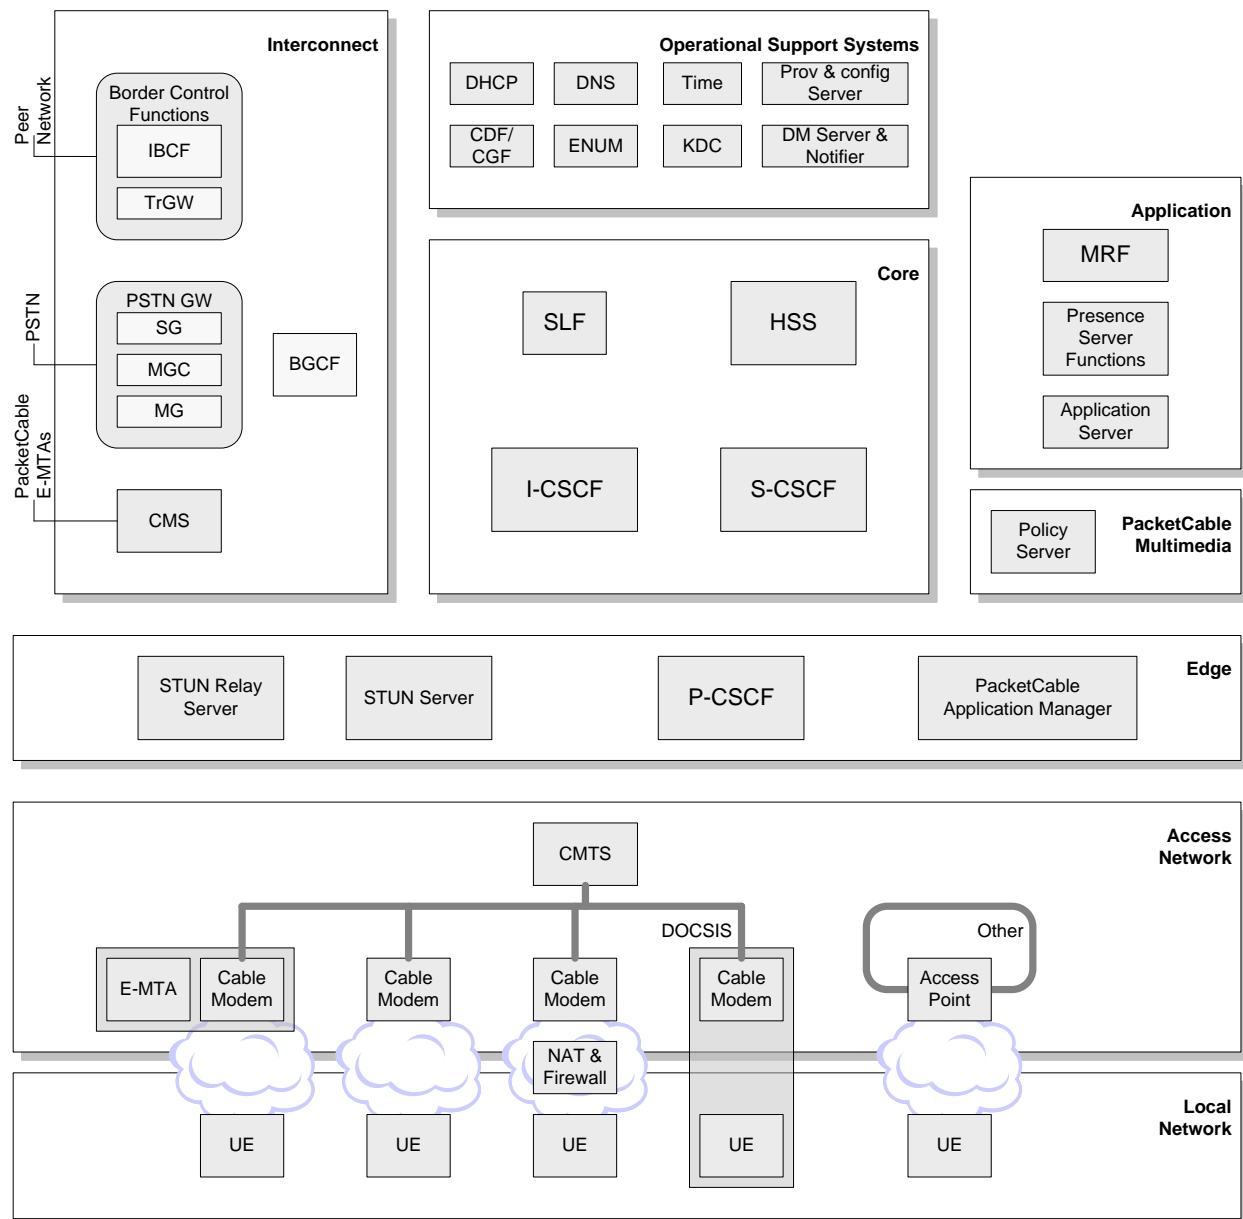 Interconnect
Peer
Network
Border Control
Functions
IBCF
TrGW
PSTN
PSTN GW
SG
MGC
MG
BGCF
PacketCable
E-MTAs
CMS
Operational Support Systems
DHCP
DNS
Time
Prov & config
Server
CDF/
CGF
ENUM
KDC
DM Server &
Notifier
Core
SLF
HSS
I-CSCF
S-CSCF
Application
MRF
Presence
Server
Functions
Application
Server
PacketCable
Multimedia
Policy
Server
Edge
STUN Relay
Server
STUN Server
P-CSCF
PacketCable
Application Manager
Access
Network
CMTS
DOCSIS
Other
E-MTA
Cable
Modem
Cable
Modem
Cable
Modem
Cable
Modem
Access
Point
NAT &
Firewall
Local
Network
UE
UE
UE
UE
UE